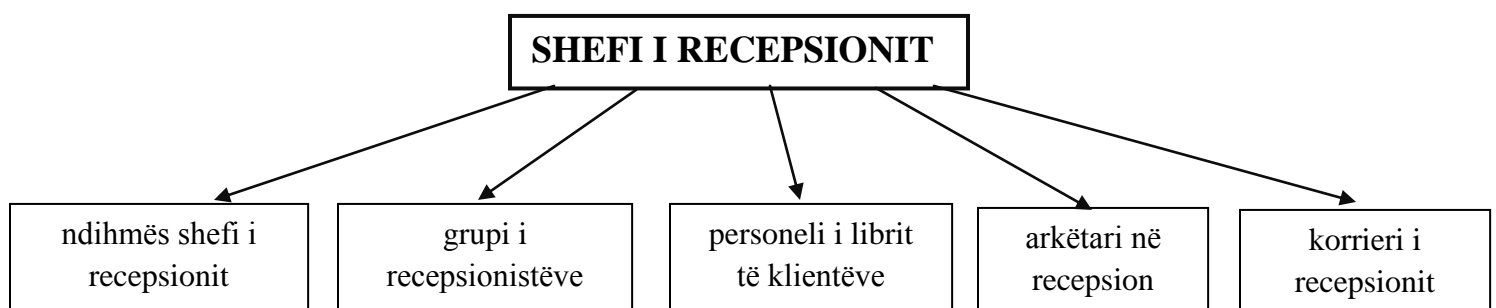 SHEFI I RECEPSIONIT
ndihmës shefi i
recepsionit
grupi i
recepsionistëve
personeli i librit
të klientëve
arkëtari në
recepsion
korrieri i
recepsionit